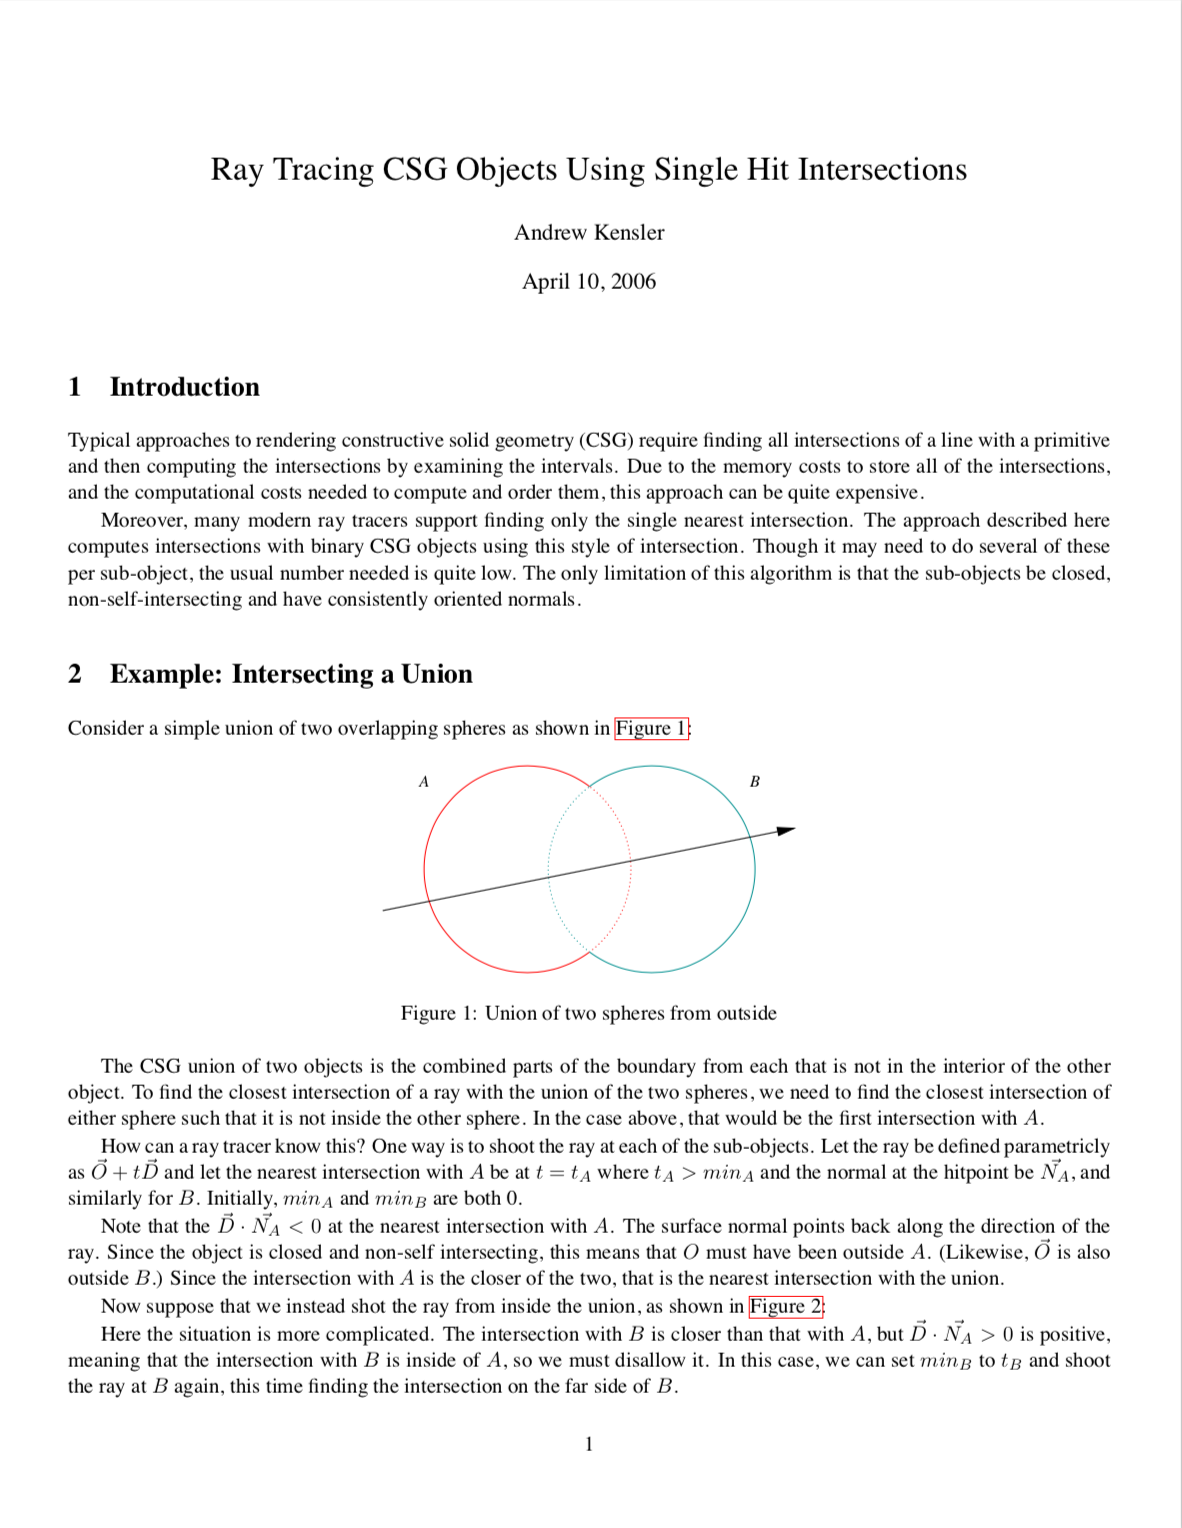 Ray Tracing CSG Objects Using Single Hit Intersections
Andrew Kensler
April 10, 2006
1 Introduction
Typical approaches to rendering constructive solid geometry (CSG) require finding all intersections of a line with a primitive
and then computing the intersections by examining the intervals. Due to the memory costs to store all of the intersections,
and the computational costs needed to compute and order them, this approach can be quite expensive.
Moreover, many modern ray tracers support finding only the single nearest intersection. The approach described here
computes intersections with binary CSG objects using this style of intersection. Though it may need to do several of these
per sub-object, the usual number needed is quite low. The only limitation of this algorithm is that the sub-objects be closed,
non-self-intersecting and have consistently oriented normals.
2 Example: Intersecting a Union
Consider a simple union of two overlapping spheres as shown in Figure 1:
A
B
Figure 1: Union of two spheres from outside
The CSG union of two objects is the combined parts of the boundary from each that is not in the interior of the other
object. To find the closest intersection of a ray with the union of the two spheres, we need to find the closest intersection of
either sphere such that it is not inside the other sphere. In the case above, that would be the first intersection with A.
How can a ray tracer know this? One way is to shoot the ray at each of the sub-objects. Let the ray be defined parametricly
as $\vec{O} + t\vec{D}$ and let the nearest intersection with A be at $t = t_A$ where $t_A > min_A$ and the normal at the hitpoint be $\vec{N_A}$, and
similarly for B. Initially, $min_A$ and $min_B$ are both 0.
Note that the $\vec{D} \cdot \vec{N_A} < 0$ at the nearest intersection with A. The surface normal points back along the direction of the
ray. Since the object is closed and non-self intersecting, this means that O must have been outside A. (Likewise, $\vec{O}$ is also
outside B.) Since the intersection with A is the closer of the two, that is the nearest intersection with the union.
Now suppose that we instead shot the ray from inside the union, as shown in Figure 2:
Here the situation is more complicated. The intersection with B is closer than that with A, but $\vec{D} \cdot \vec{N_A} > 0$ is positive,
meaning that the intersection with B is inside of A, so we must disallow it. In this case, we can set $min_B$ to $t_B$ and shoot
the ray at B again, this time finding the intersection on the far side of B.
1